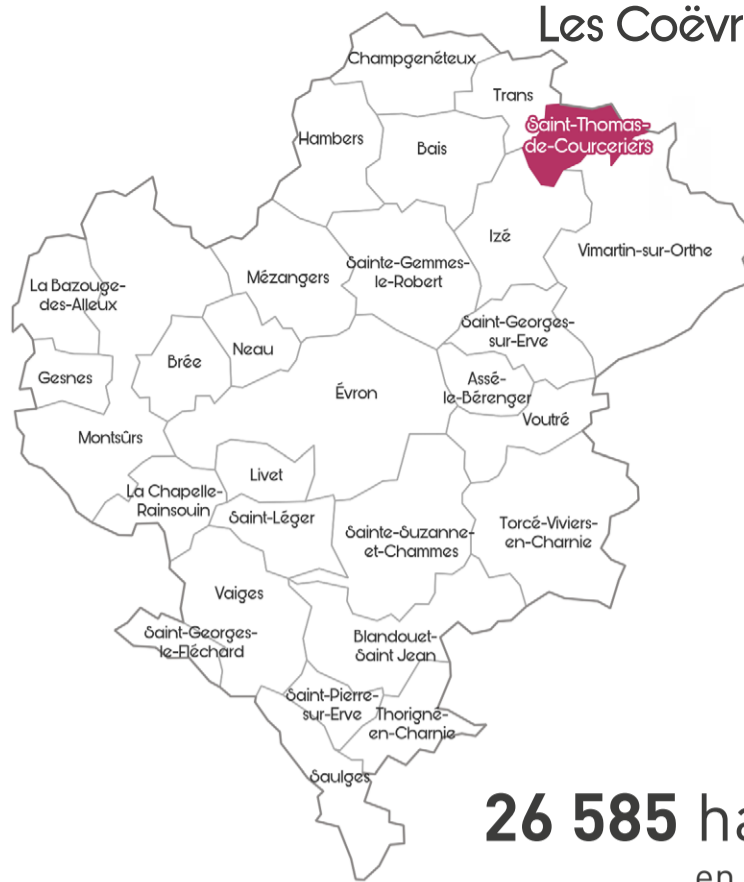 Les Coëvr
Champgenéteux
Trans
Saint-Thomas-
de-Courceriers
Hambers
Bais
Izé
Vimartin-sur-Orthe
Mézangers
Sainte-Gemmes-
le-Robert
La Bazouge-
des-Alleux
Saint-Georges-
sur-Erve
Neau
Brée
Gesnes
Évron
Assé-
le-Bérenger
Voutré
Montsûrs
Livet
La Chapelle-
Rainsouin
Saint-Léger
Sainte-Suzanne-
et-Chammes
Torcé-Viviers-
en-Charnie
Vaiges
Saint-Georges-
le-Fléchard
Blandouet-
Saint Jean
Saint-Pierre-
sur-Erve
Thorigné-
en-Charnie
Saulges
26 585 ha
en